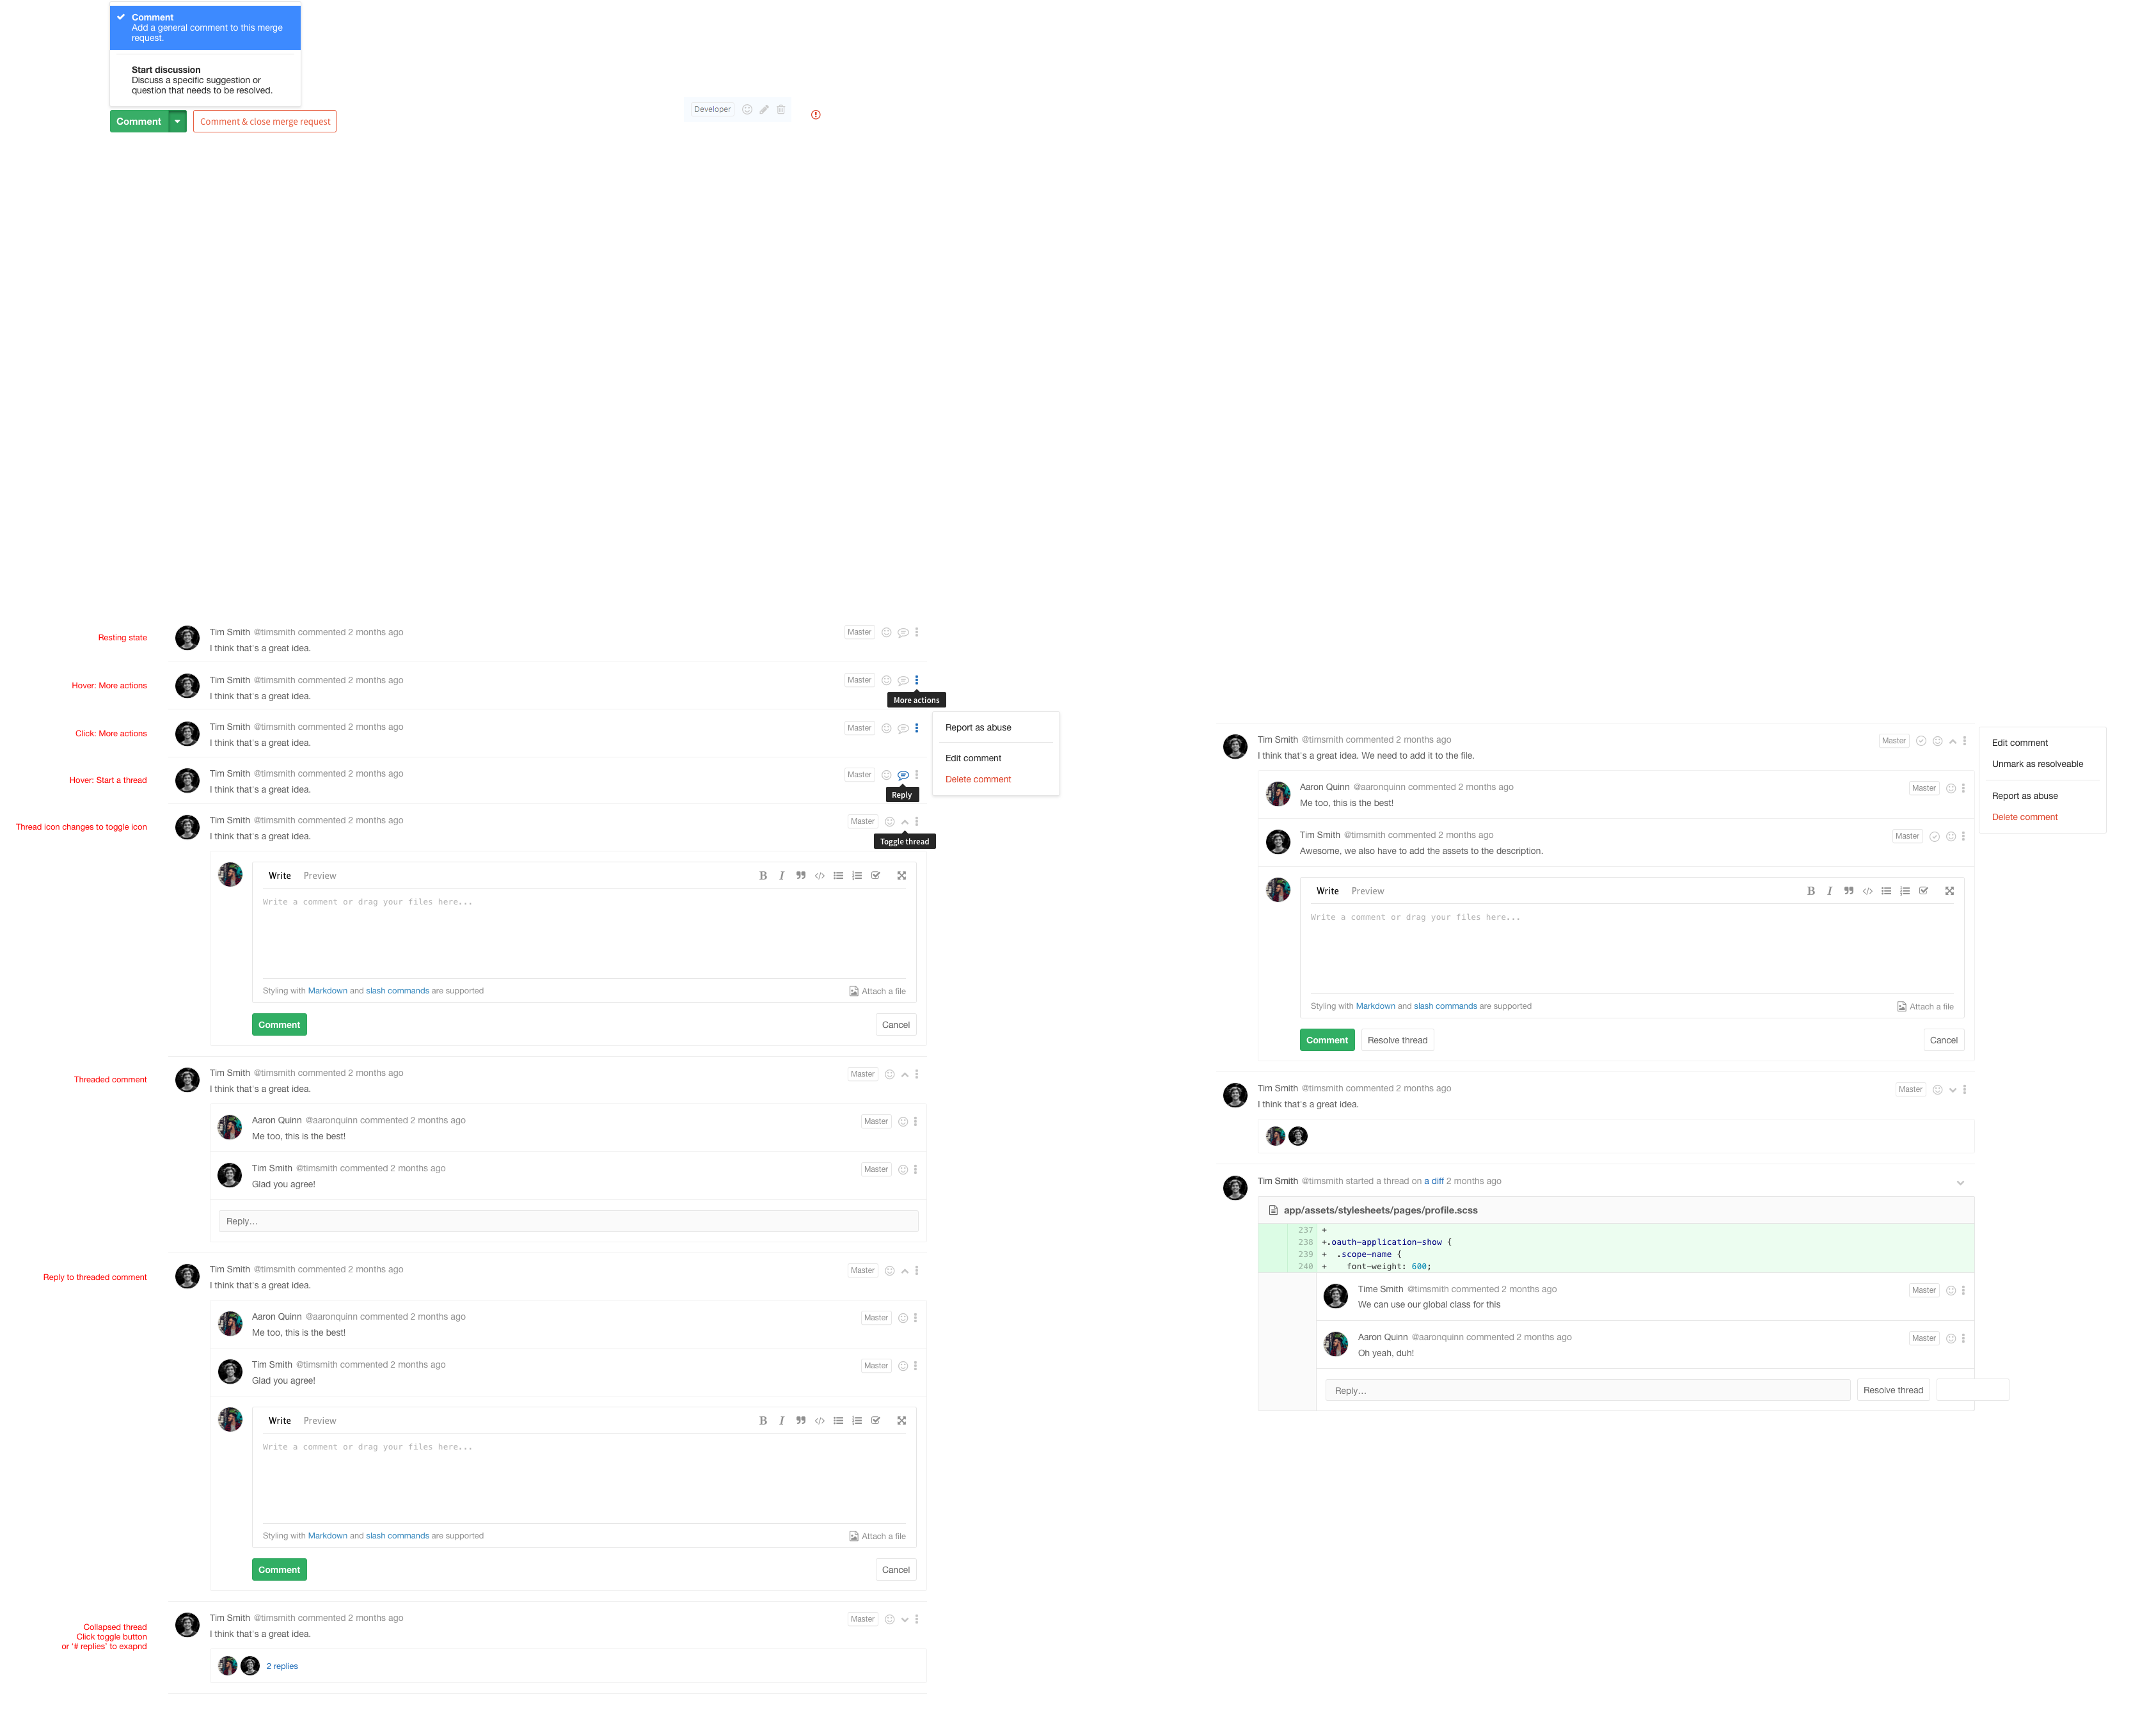 Comment
Add a general comment to this merge
request.
Start discussion
Discuss a specific suggestion or
question that needs to be resolved.
Comment
Comment & close merge request
Developer
Resting state
Tim Smith @timsmith commented 2 months ago
Master
I think that's a great idea.
Hover: More actions
Tim Smith @timsmith commented 2 months ago
Master
I think that's a great idea.
More actions
Click: More actions
Tim Smith @timsmith commented 2 months ago
Master
I think that's a great idea.
Report as abuse
Edit comment
Delete comment
Hover: Start a thread
Tim Smith @timsmith commented 2 months ago
Master
I think that's a great idea.
Reply
Thread icon changes to toggle icon
Tim Smith @timsmith commented 2 months ago
Master
I think that's a great idea.
Toggle thread
Write Preview
Write a comment or drag your files here...
Styling with Markdown and slash commands are supported
Attach a file
Comment
Cancel
Threaded comment
Tim Smith @timsmith commented 2 months ago
Master
I think that's a great idea.
Aaron Quinn @aaronquinn commented 2 months ago
Master
Me too, this is the best!
Tim Smith @timsmith commented 2 months ago
Master
Glad you agree!
Reply...
Reply to threaded comment
Tim Smith @timsmith commented 2 months ago
Master
I think that's a great idea.
Aaron Quinn @aaronquinn commented 2 months ago
Master
Me too, this is the best!
Tim Smith @timsmith commented 2 months ago
Master
Glad you agree!
Write Preview
Write a comment or drag your files here...
Styling with Markdown and slash commands are supported
Attach a file
Comment
Cancel
Collapsed thread
Click toggle button
or '# replies' to exapnd
Tim Smith @timsmith commented 2 months ago
Master
I think that's a great idea.
2 replies
Tim Smith @timsmith commented 2 months ago
Master
I think that's a great idea. We need to add it to the file.
Edit comment
Unmark as resolveable
Report as abuse
Delete comment
Aaron Quinn @aaronquinn commented 2 months ago
Master
Me too, this is the best!
Tim Smith @timsmith commented 2 months ago
Master
Awesome, we also have to add the assets to the description.
Write Preview
Write a comment or drag your files here...
Styling with Markdown and slash commands are supported
Attach a file
Comment
Resolve thread
Cancel
Tim Smith @timsmith commented 2 months ago
Master
I think that's a great idea.
Tim Smith @timsmith started a thread on a diff 2 months ago
app/assets/stylesheets/pages/profile.scss
237 +
238 +.oauth-application-show {
239 + .scope-name {
240 + font-weight: 600;
Time Smith @timsmith commented 2 months ago
Master
We can use our global class for this
Aaron Quinn @aaronquinn commented 2 months ago
Master
Oh yeah, duh!
Reply...
Resolve thread